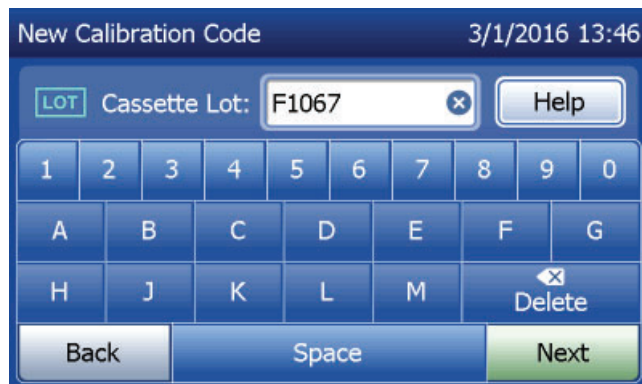 New Calibration Code 3/1/2016 13:46
LOT Cassette Lot: F1067 Help
1 2 3 4 5 6 7 8 9 0
A B C D E F G
H J K L M Delete
Back Space Next